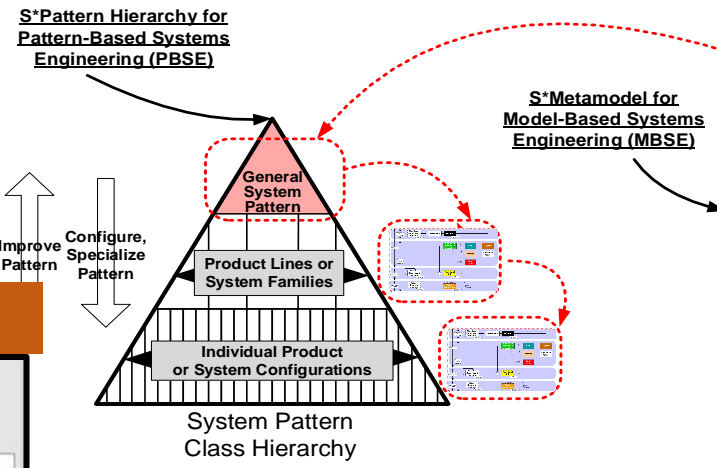 S*Pattern Hierarchy for
Pattern-Based Systems
Engineering (PBSE)
S*Metamodel for
Model-Based Systems
Engineering (MBSE)
General
System
Pattern
Improve
Pattern
Configure,
Specialize
Pattern
Product Lines or
System Families
Individual Product
or System Configurations
System Pattern
Class Hierarchy